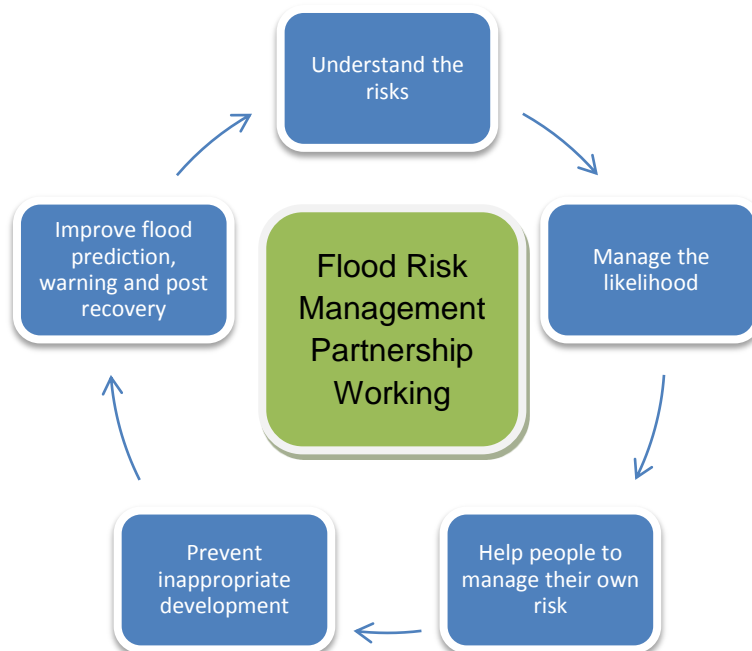 Understand the
risks
Manage the
likelihood
Help people to
manage their own
risk
Prevent
inappropriate
development
Improve flood
prediction,
warning and post
recovery
Flood Risk
Management
Partnership
Working